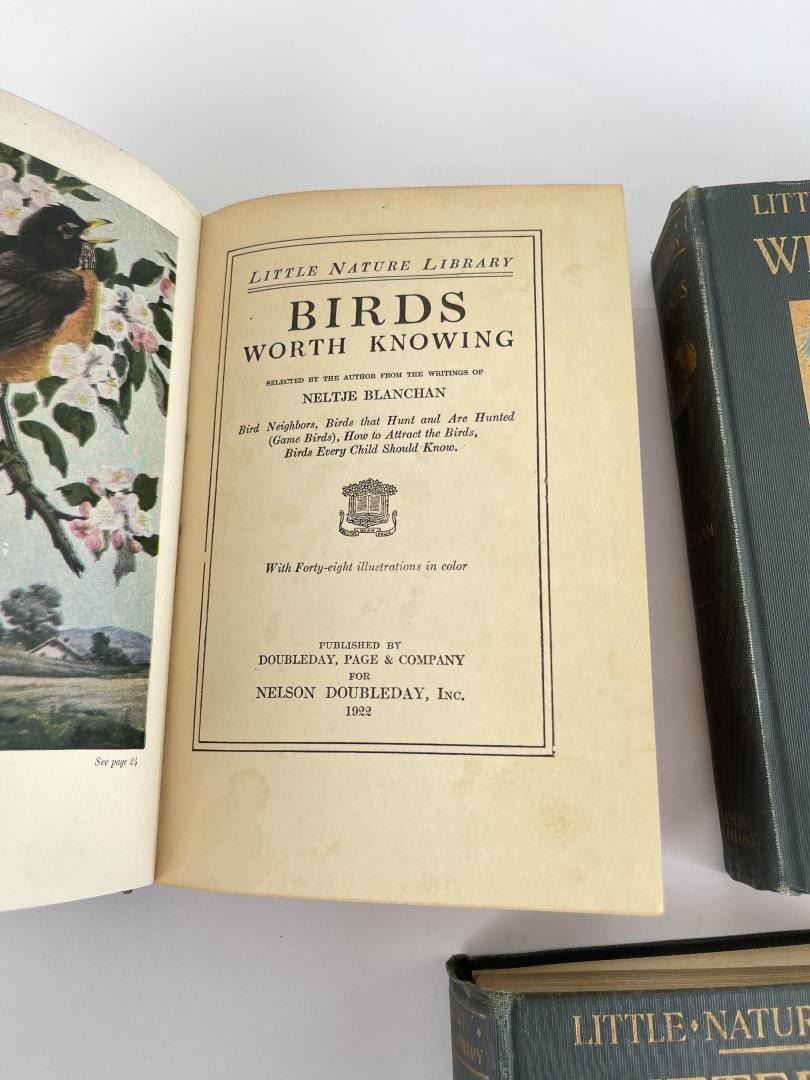 LITTLE NATURE LIBRARY
BIRDS
WORTH KNOWING
SELECTED BY THE AUTHOR FROM THE WRITINGS OF
NELTJE BLANCHAN
Bird Neighbors, Birds that Hunt and Are Hunted
(Game Birds), How to Attract the Birds,
Birds Every Child Should Know.
With Forty-eight illustrations in color
PUBLISHED BY
DOUBLEDAY, PAGE & COMPANY
FOR
NELSON DOUBLEDAY, INC.
1922
See page 24
LITT
W
LITTLE·NATUR